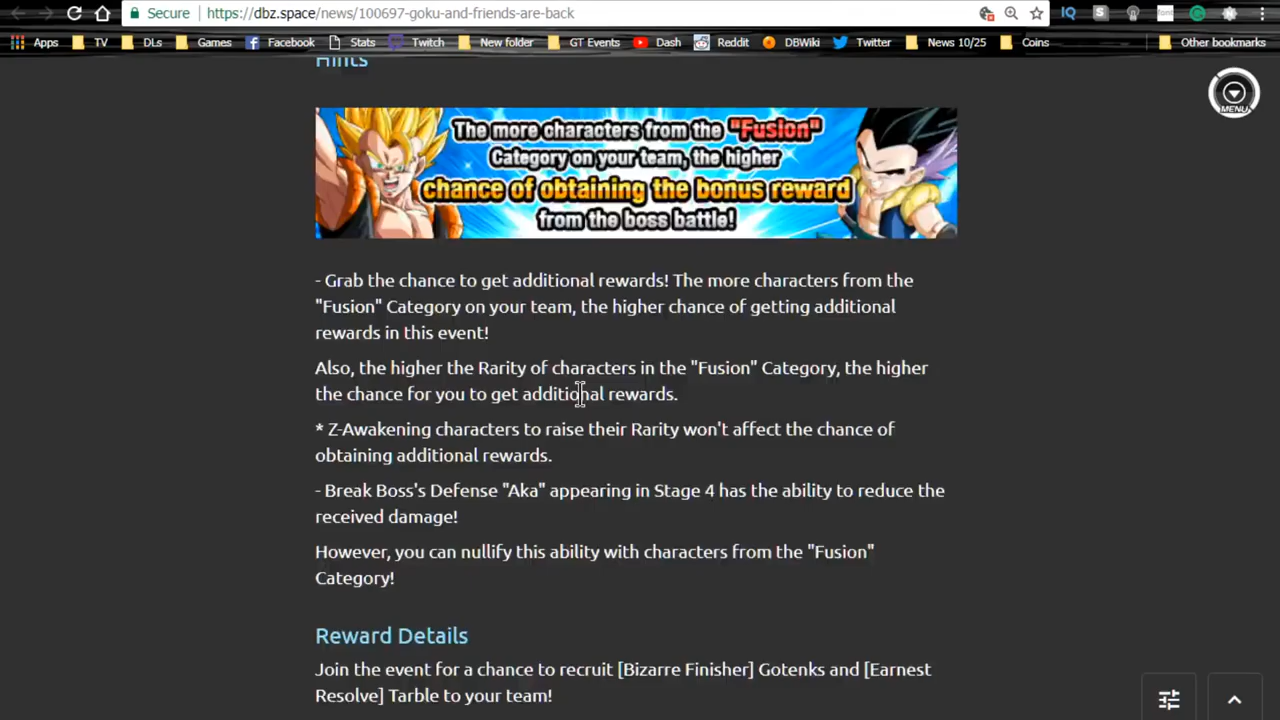 Secure https://dbz.space/news/100697-goku-and-friends-are-back
Apps TV DLs Games Facebook Stats Twitch New folder GT Events Dash Reddit DBWiki Twitter News 10/25 Coins Other bookmarks
Hints
MENU
The more characters from the "Fusion"
Category on your team, the higher
chance of obtaining the bonus reward
from the boss battle!
- Grab the chance to get additional rewards! The more characters from the
"Fusion" Category on your team, the higher chance of getting additional
rewards in this event!
Also, the higher the Rarity of characters in the "Fusion" Category, the higher
the chance for you to get additional rewards.
* Z-Awakening characters to raise their Rarity won't affect the chance of
obtaining additional rewards.
- Break Boss's Defense "Aka" appearing in Stage 4 has the ability to reduce the
received damage!
However, you can nullify this ability with characters from the "Fusion"
Category!
Reward Details
Join the event for a chance to recruit [Bizarre Finisher] Gotenks and [Earnest
Resolve] Tarble to your team!